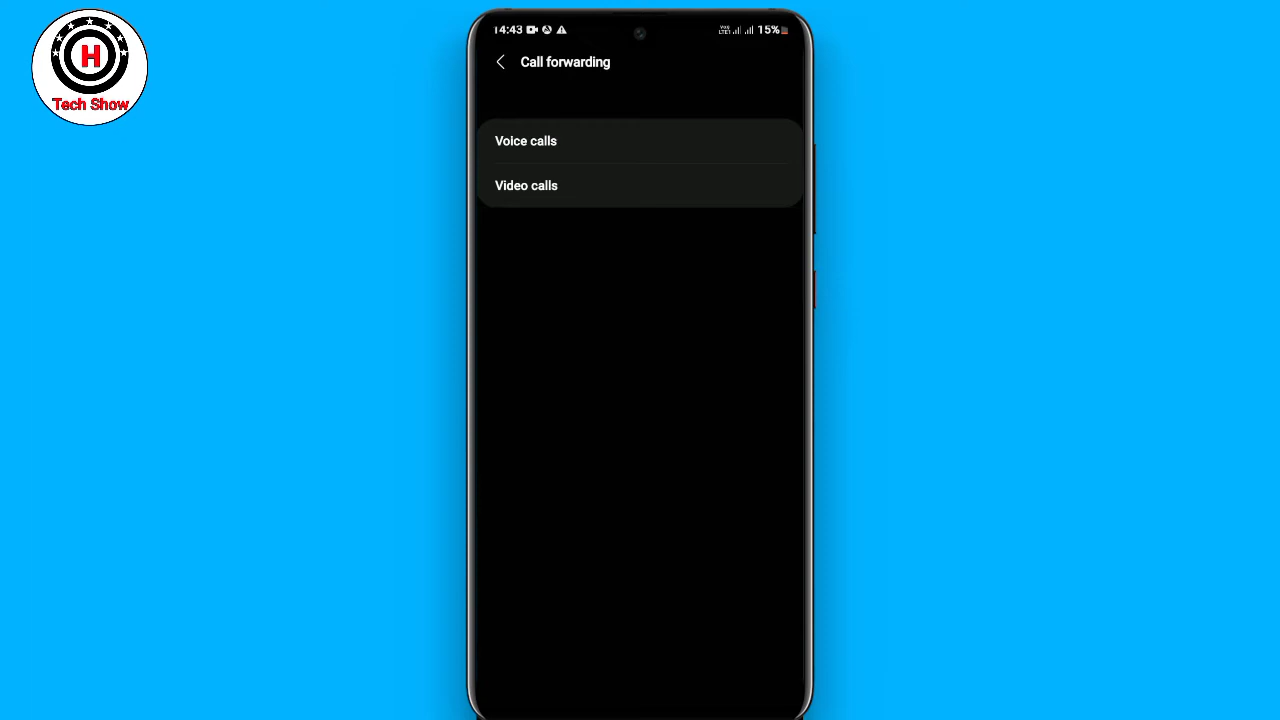 H
Tech Show
14:43
15%
Call forwarding
Voice calls
Video calls